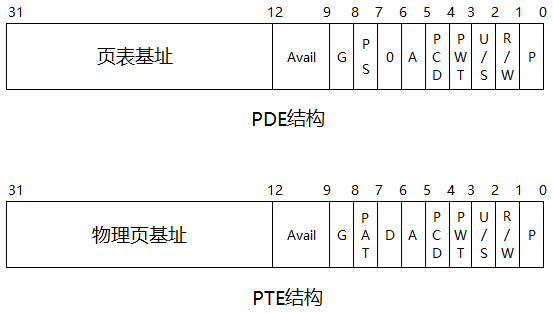 31 12 9 8 7 6 5 4 3 2 1 0
页表基址 Avail G PS 0 A PCD PWT U/S R/W P
PDE结构
31 12 9 8 7 6 5 4 3 2 1 0
物理页基址 Avail G PAT D A PCD PWT U/S R/W P
PTE结构